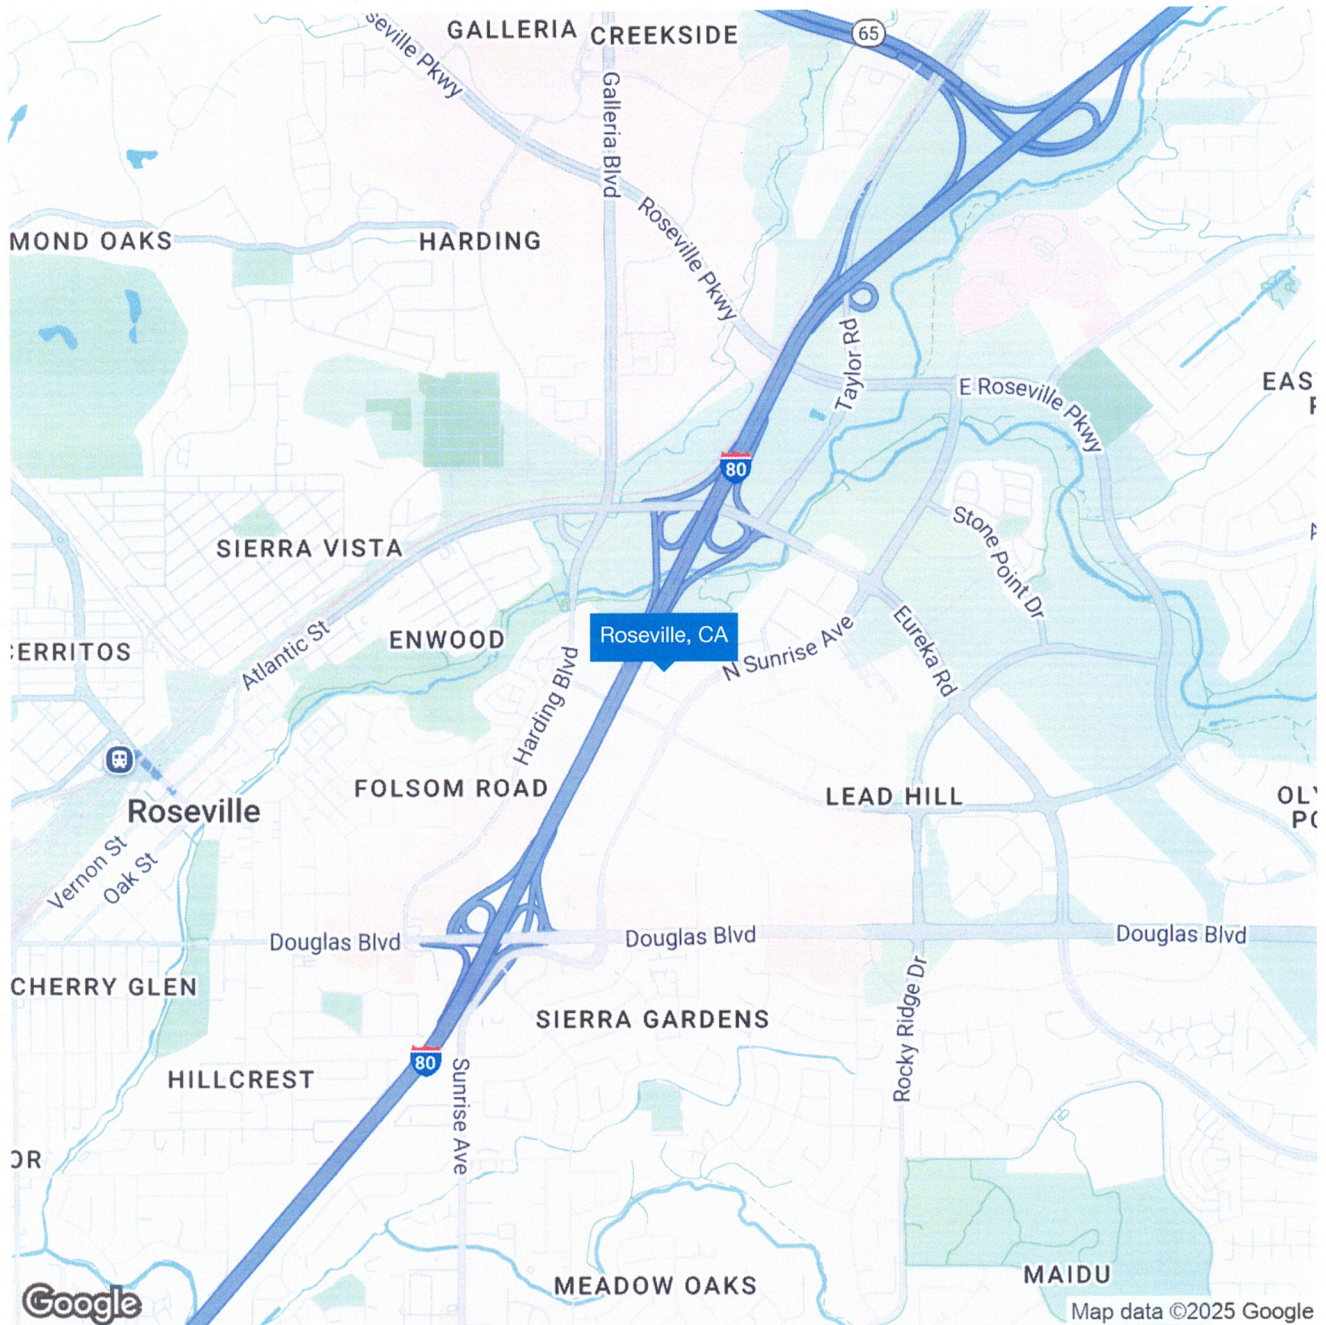 GALLERIA
CREEKSIDE
65
seville Pkwy
Galleria Blvd
Roseville Pkwy
MOND OAKS
HARDING
Taylor Rd
E Roseville Pkwy
EAS
80
Stone Point Dr
SIERRA VISTA
Atlantic St
ENWOOD
Roseville, CA
N Sunrise Ave
Eureka Rd
CERRITOS
Harding Blvd
FOLSOM ROAD
LEAD HILL
Roseville
Vernon St
Oak St
Douglas Blvd
Douglas Blvd
Douglas Blvd
CHERRY GLEN
SIERRA GARDENS
Rocky Ridge Dr
80
HILLCREST
Sunrise Ave
OR
MEADOW OAKS
MAIDU
Google
Map data ©2025 Google